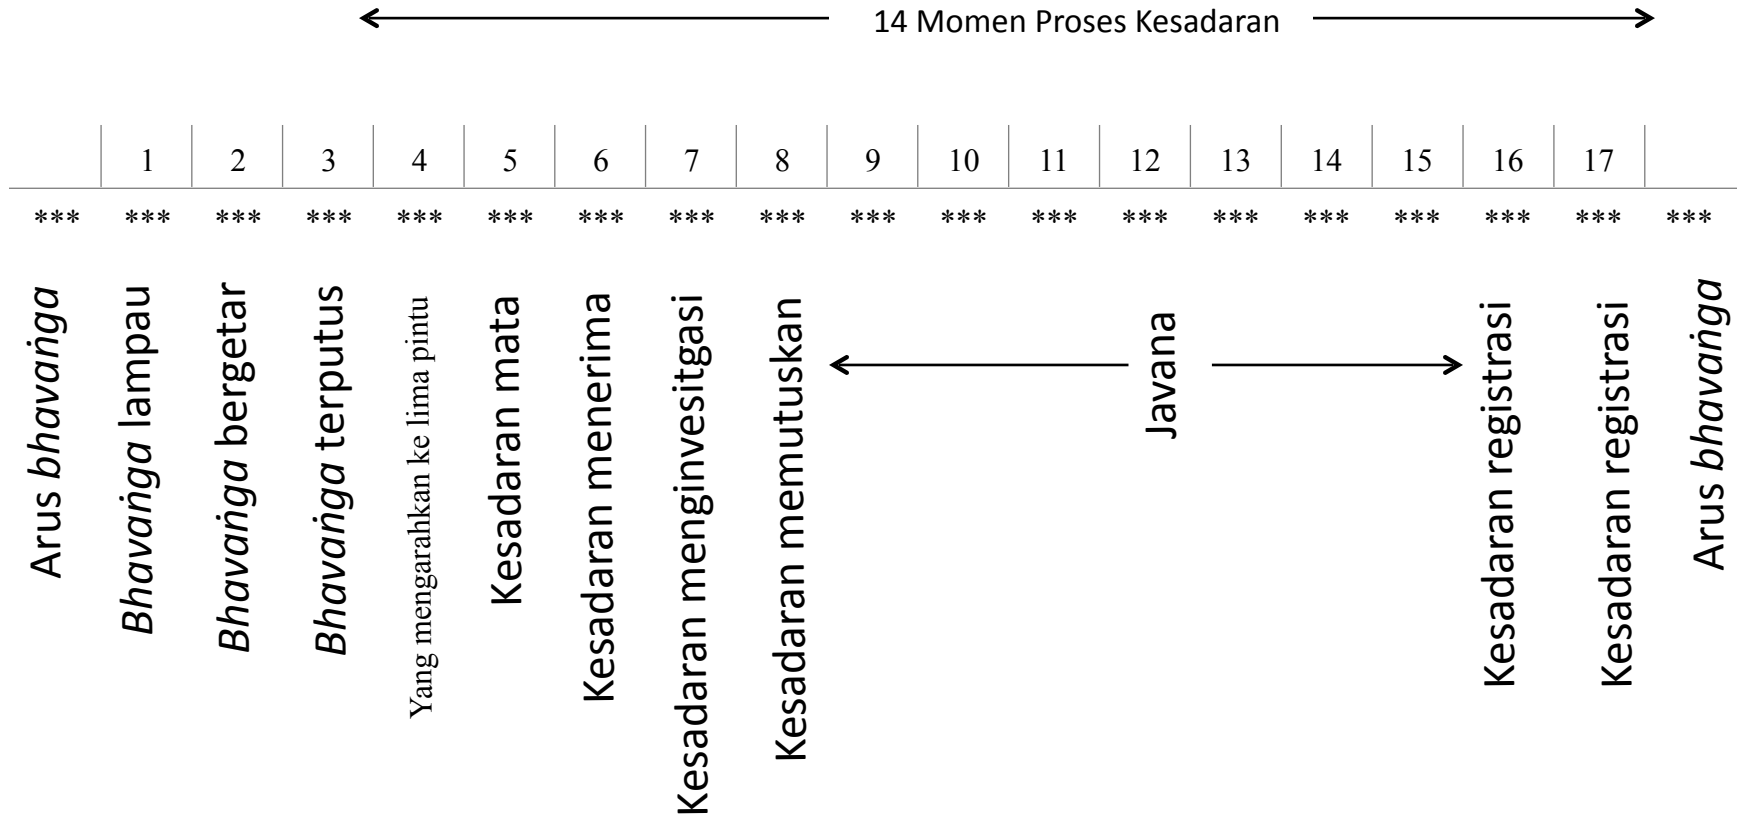 14 Momen Proses Kesadaran
1 2 3 4 5 6 7 8 9 10 11 12 13 14 15 16 17
*** *** *** *** *** *** *** *** *** *** *** *** *** *** *** *** *** *** ***
Arus bhavaṅga
Bhavaṅga lampau
Bhavaṅga bergetar
Bhavaṅga terputus
Yang mengarahkan ke lima pintu
Kesadaran mata
Kesadaran menerima
Kesadaran menginvesitgasi
Kesadaran memutuskan
Javana
Kesadaran registrasi
Kesadaran registrasi
Arus bhavaṅga